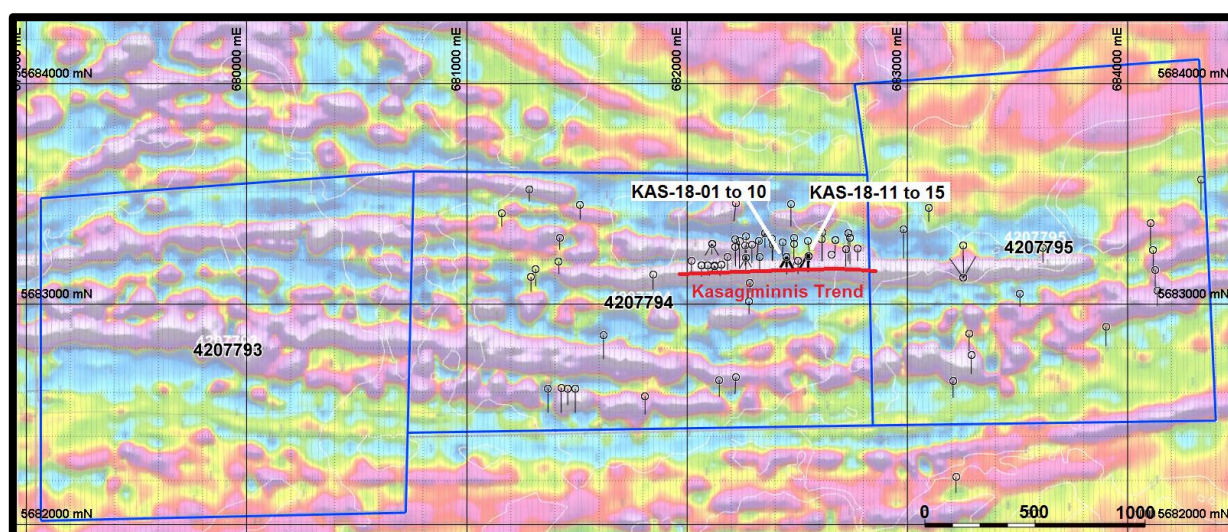 680000 mE
681000 mE
682000 mE
683000 mE
684000 mE
5684000 mN
5684000 mN
KAS-18-01 to 10
KAS-18-11 to 15
4207795
4207795
Kasagiminnis Trend
5683000 mN
4207794
5683000 mN
4207793
5682000 mN
0 500 1000
5682000 mN